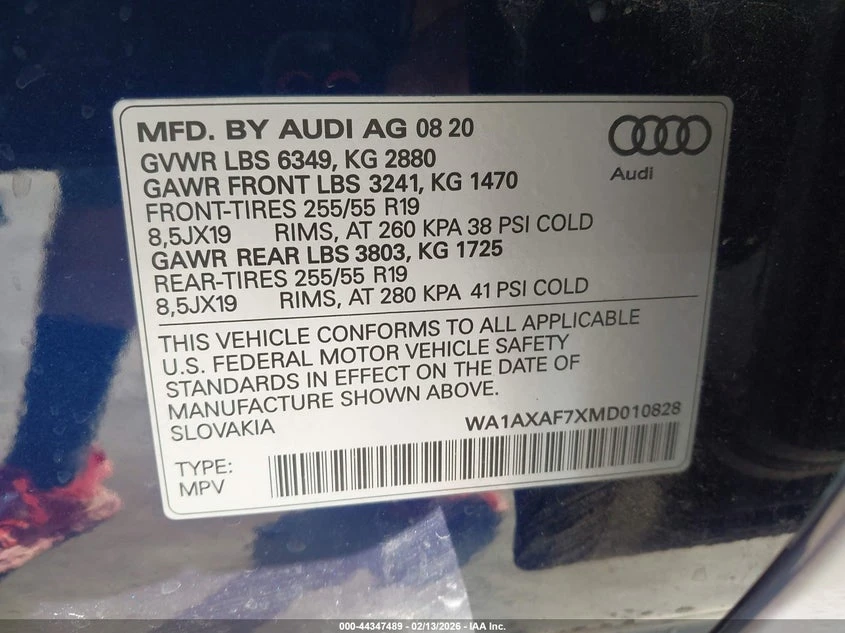 MFD. BY AUDI AG 08 20
GVWR LBS 6349, KG 2880
GAWR FRONT LBS 3241, KG 1470
FRONT-TIRES 255/55 R19
8,5JX19 RIMS, AT 260 KPA 38 PSI COLD
GAWR REAR LBS 3803, KG 1725
REAR-TIRES 255/55 R19
8,5JX19 RIMS, AT 280 KPA 41 PSI COLD
Audi
THIS VEHICLE CONFORMS TO ALL APPLICABLE
U.S. FEDERAL MOTOR VEHICLE SAFETY
STANDARDS IN EFFECT ON THE DATE OF
MANUFACTURE SHOWN ABOVE.
SLOVAKIA WA1AXAF7XMD010828
TYPE:
MPV
000-44347489 - 02/13/2026 - IAA Inc.